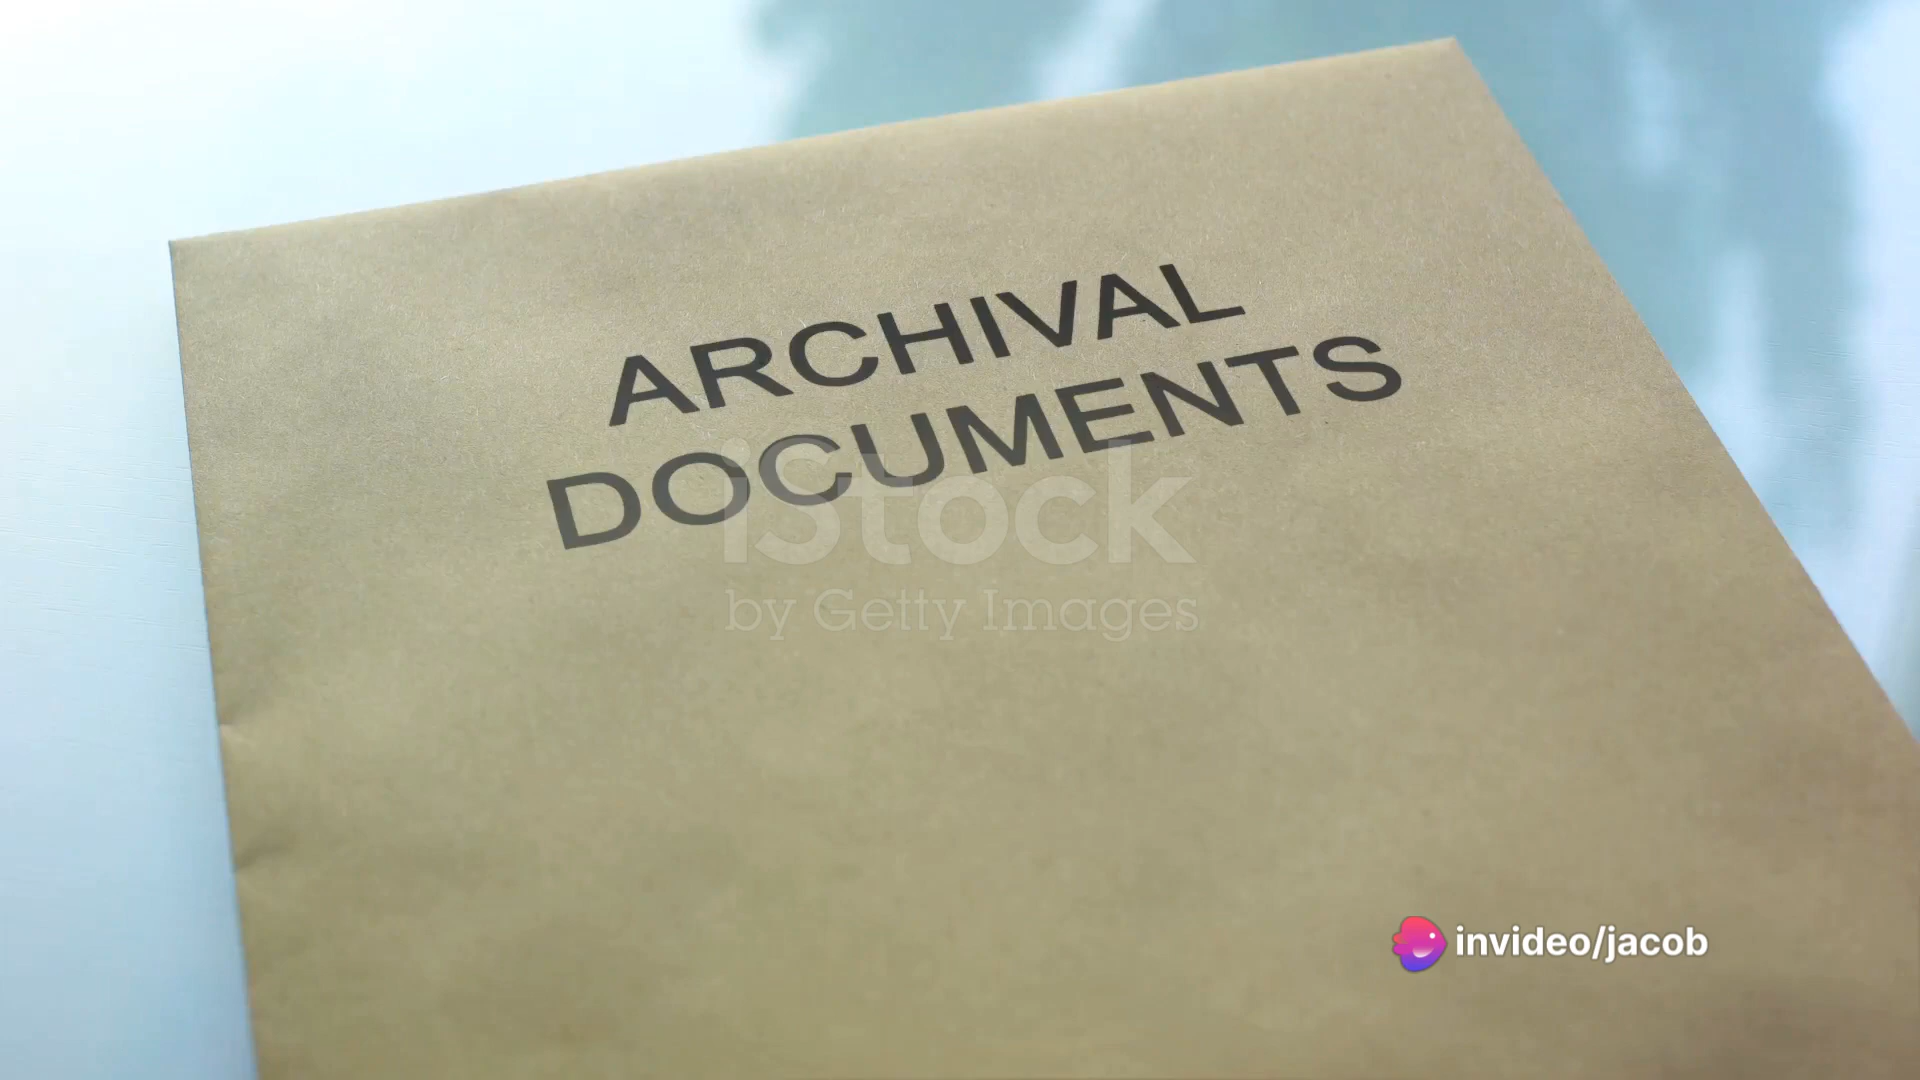 ARCHIVAL
DOCUMENTS
iStock
by Getty Images
invideo/jacob